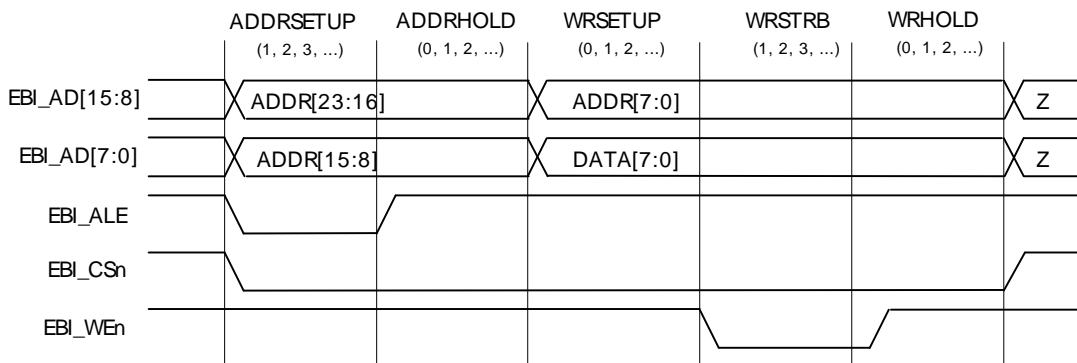 ADDRSETUP ADDRHOLD WRSETUP WRSTRB WRHOLD
(1, 2, 3, ...) (0, 1, 2, ...) (0, 1, 2, ...) (1, 2, 3, ...) (0, 1, 2, ...)
EBI_AD[15:8] ADDR[23:16] ADDR[7:0] Z
EBI_AD[7:0] ADDR[15:8] DATA[7:0] Z
EBI_ALE
EBI_CSn
EBI_WEn